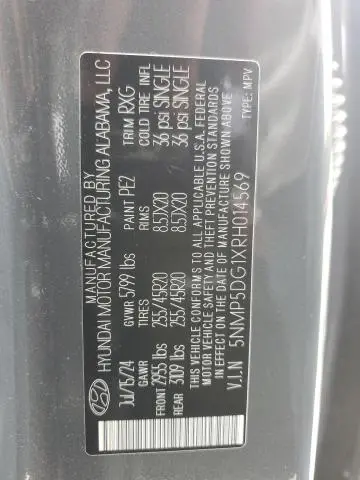 MANUFACTURED BY
HYUNDAI MOTOR MANUFACTURING ALABAMA, LLC
Jul/15/24 GVWR 5799 lbs PAINT PE2 TRIM RXG
GAWR TIRES RIMS COLD TIRE INFL
FRONT 2955 lbs 255/45R20 8.5JX20 36 psi SINGLE
REAR 3109 lbs 255/45R20 8.5JX20 36 psi SINGLE
THIS VEHICLE CONFORMS TO ALL APPLICABLE U.S.A. FEDERAL
MOTOR VEHICLE SAFETY AND THEFT PREVENTION STANDARDS
IN EFFECT ON THE DATE OF MANUFACTURE SHOWN ABOVE
V.I.N 5NMP5DG1XRH014569 TYPE: MPV